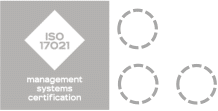 ISO
17021
management
systems
certification